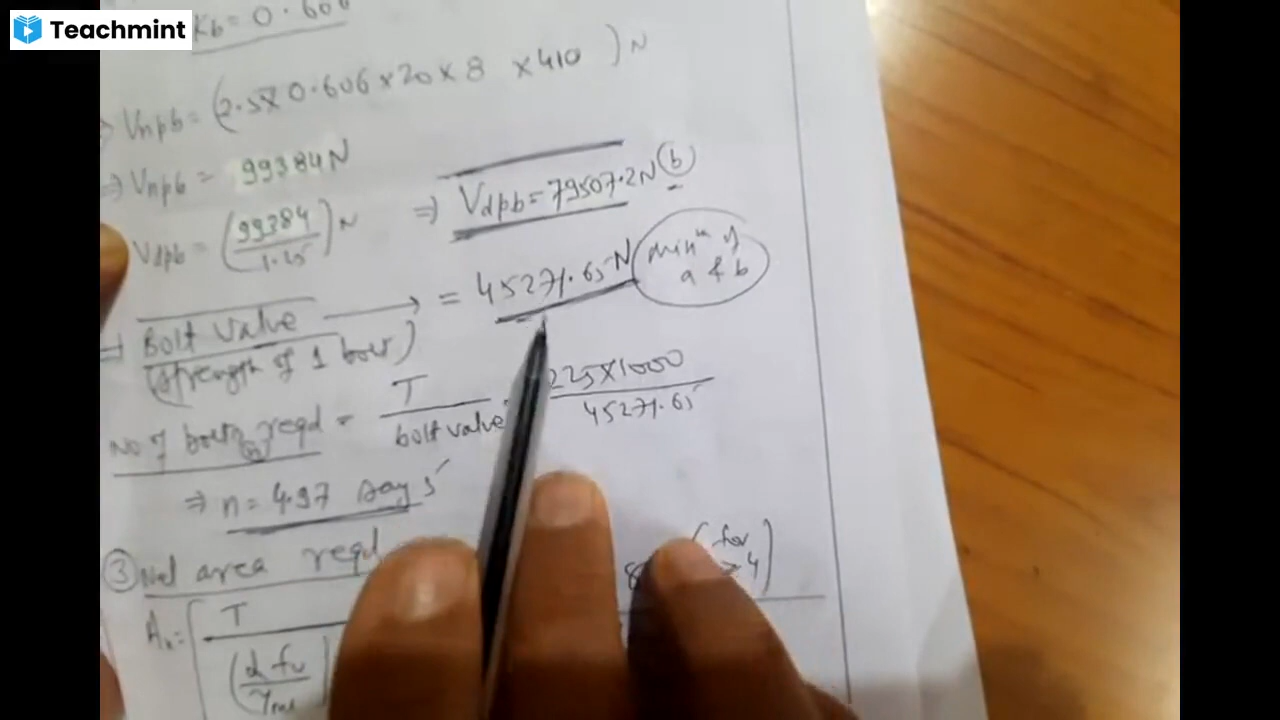 Teachmint
Kb = 0.606
⇒ Vnpb = (2.5 x 0.606 x 20 x 8 x 410) N
⇒ Vnpb = 99384 N
Vdpb = (99384 / 1.25) N ⇒ Vdpb = 79507.2 N (b)
⇒ Bolt value → = 45271.65 N (minm of a & b)
(strength of 1 bolt)
No of bolts reqd = T / bolt value = 225 x 1000 / 45271.65
⇒ n = 4.97 say 5
(3) Net area reqd
(for
An = [ T / (α fu / γm1)